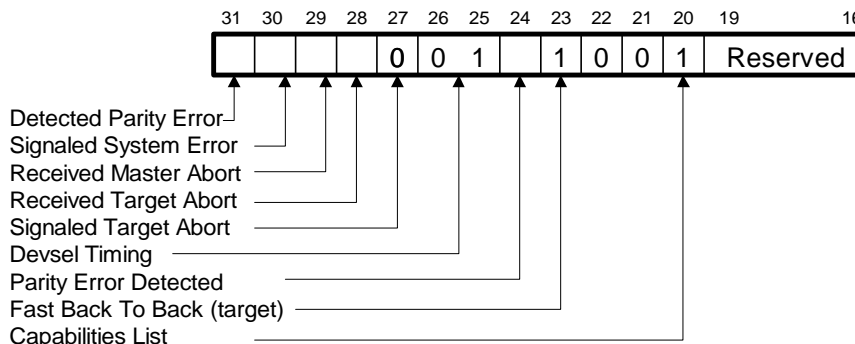 31 30 29 28 27 26 25 24 23 22 21 20 19 16
0 0 1 1 0 0 1 Reserved
Detected Parity Error
Signaled System Error
Received Master Abort
Received Target Abort
Signaled Target Abort
Devsel Timing
Parity Error Detected
Fast Back To Back (target)
Capabilities List